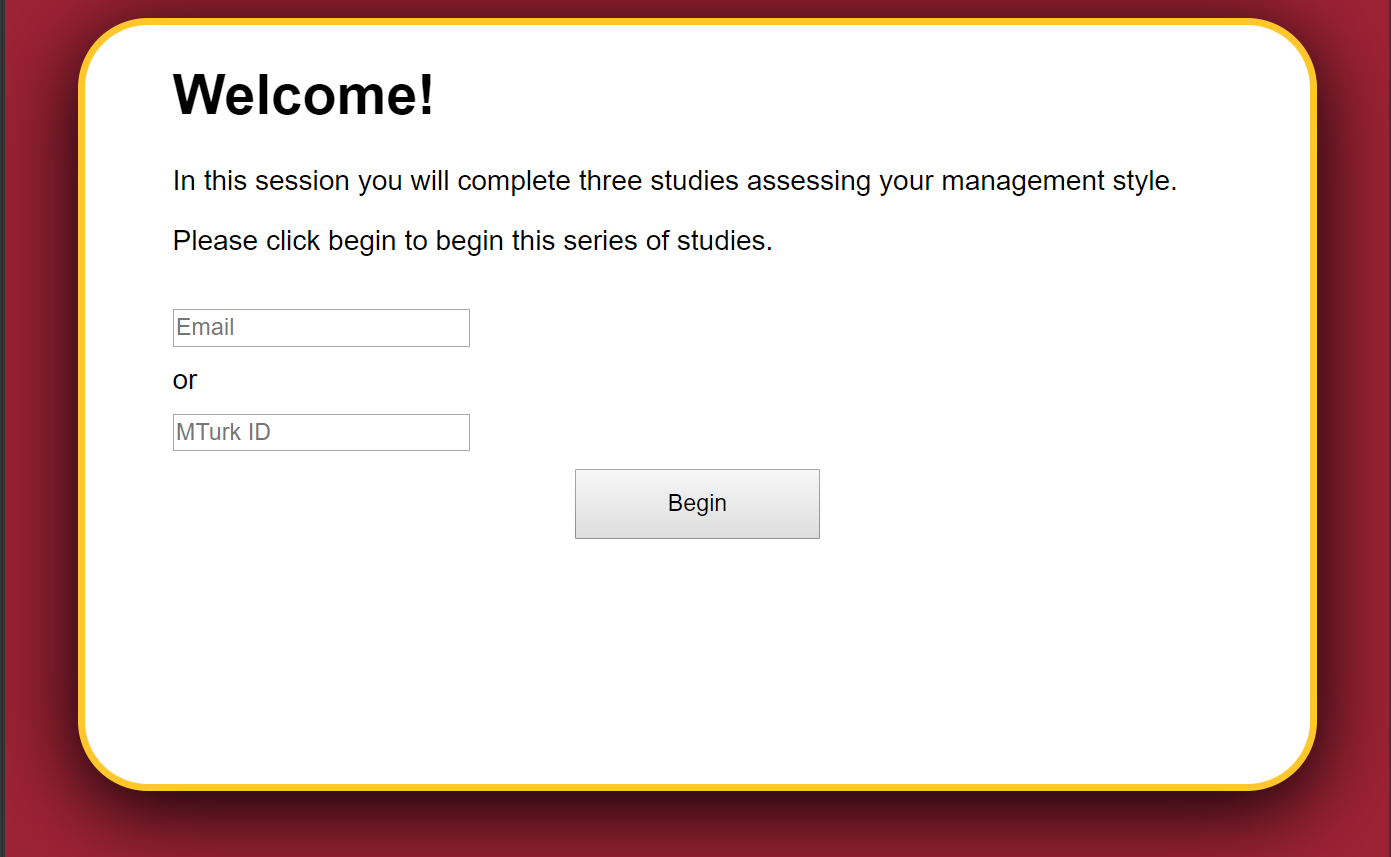 Welcome!
In this session you will complete three studies assessing your management style.
Please click begin to begin this series of studies.
Email
or
MTurk ID
Begin